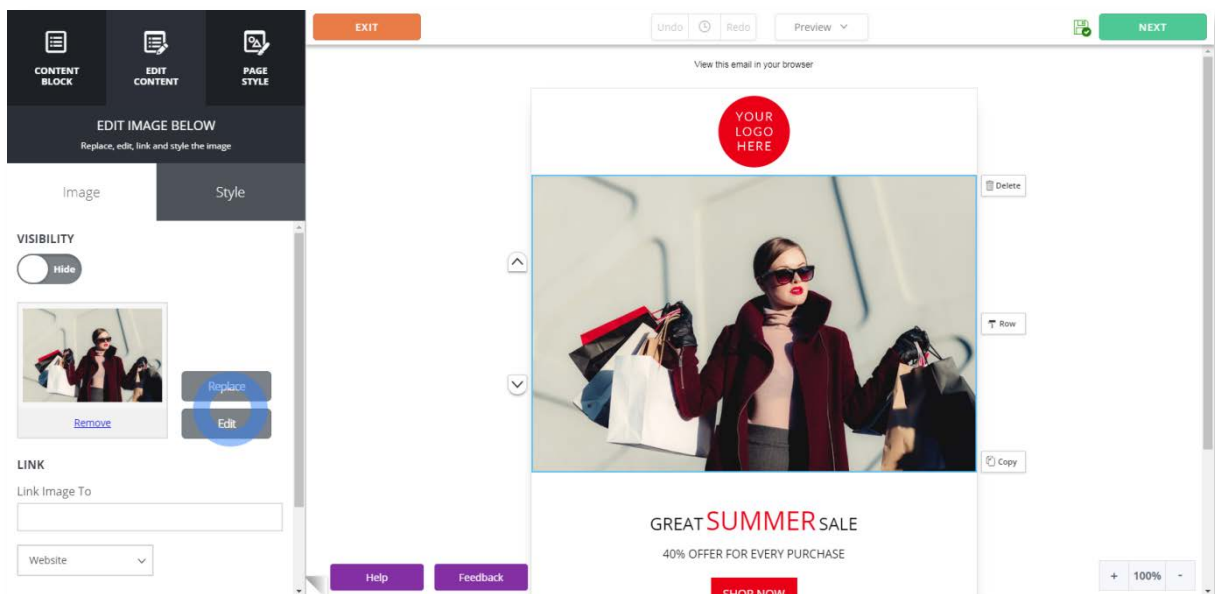 CONTENT
BLOCK
EDIT
CONTENT
PAGE
STYLE
EXIT
Undo
Redo
Preview
NEXT
EDIT IMAGE BELOW
Replace, edit, link and style the image
Image
Style
VISIBILITY
Hide
Replace
Edit
Remove
LINK
Link Image To
Website
View this email in your browser
YOUR
LOGO
HERE
Delete
Row
Copy
GREAT SUMMER SALE
40% OFFER FOR EVERY PURCHASE
SHOP NOW
Help
Feedback
+ 100% -